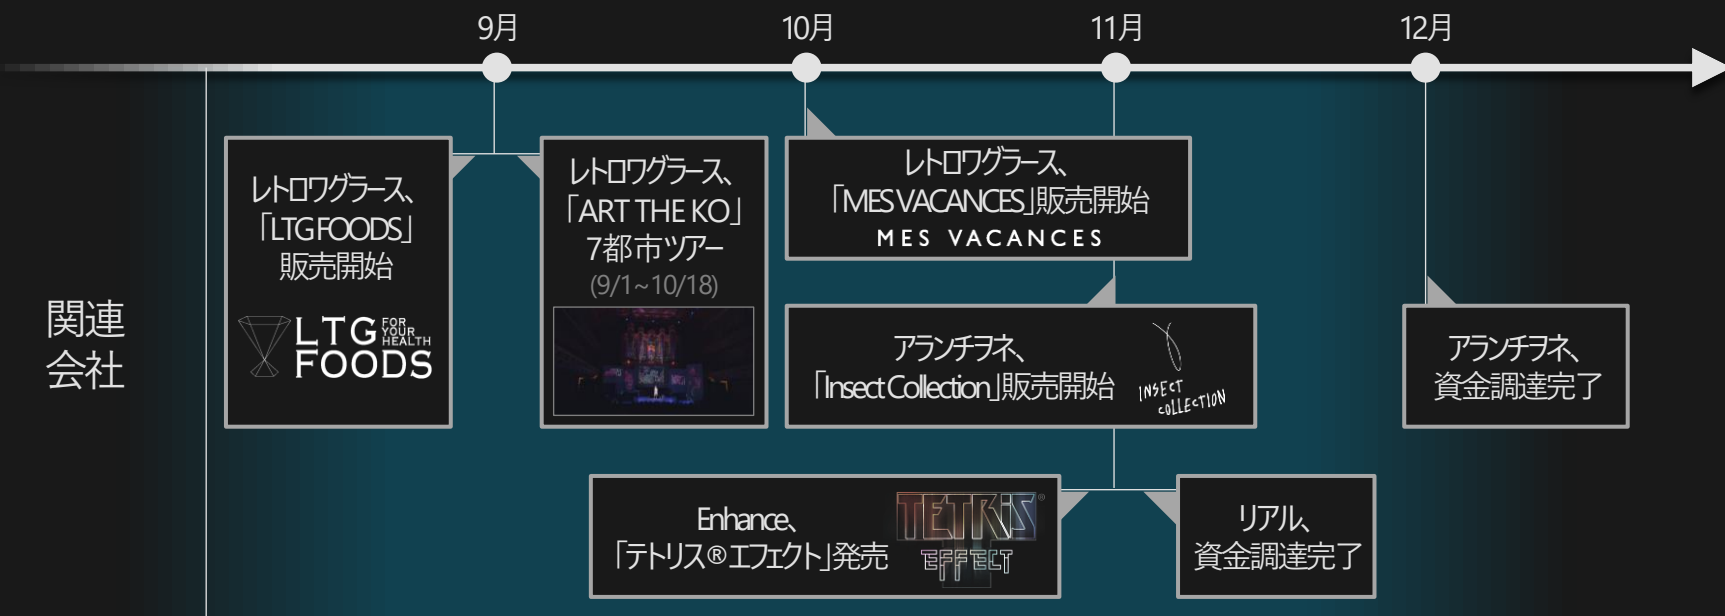 9月
10月
11月
12月
関連
会社
レトロワグラース、
「LTG FOODS」
販売開始
LTG FOR YOUR HEALTH
FOODS
レトロワグラース、
「ART THE KO」
7都市ツアー
(9/1~10/18)
レトロワグラース、
「MES VACANCES」販売開始
MES VACANCES
アランチヲネ、
「Insect Collection」販売開始
INSECT
COLLECTION
アランチヲネ、
資金調達完了
Enhance、
「テトリス®エフェクト」発売
TETRIS®
EFFECT
リアル、
資金調達完了